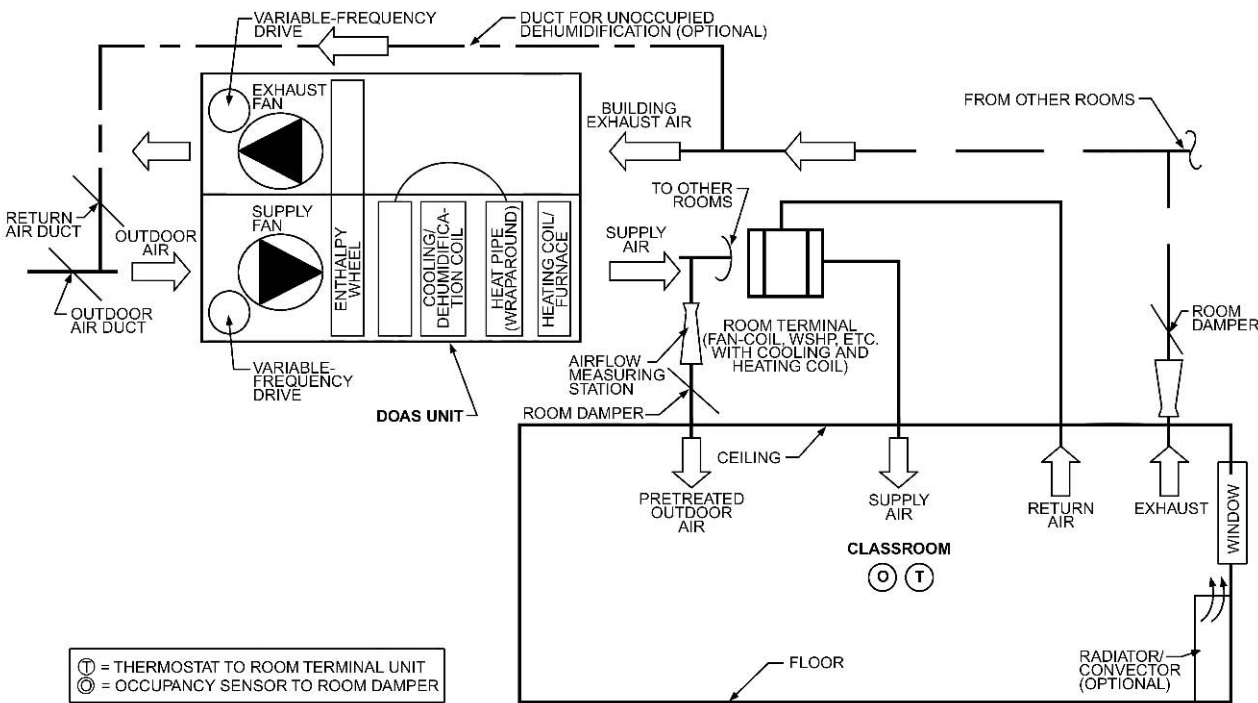 VARIABLE-FREQUENCY
DRIVE
DUCT FOR UNOCCUPIED
DEHUMIDIFICATION (OPTIONAL)
EXHAUST
FAN
BUILDING
EXHAUST AIR
FROM OTHER ROOMS
TO OTHER
ROOMS
RETURN
AIR DUCT
OUTDOOR
AIR
SUPPLY
FAN
SUPPLY
AIR
OUTDOOR
AIR DUCT
ENTHALPY
WHEEL
COOLING/
DEHUMIDIFICA-
TION COIL
HEAT PIPE
(WRAPAROUND)
HEATING COIL/
FURNACE
VARIABLE-
FREQUENCY
DRIVE
DOAS UNIT
AIRFLOW
MEASURING
STATION
ROOM DAMPER
ROOM TERMINAL
(FAN-COIL, WSHP, ETC.
WITH COOLING AND
HEATING COIL)
ROOM
DAMPER
CEILING
PRETREATED
OUTDOOR
AIR
SUPPLY
AIR
RETURN
AIR
EXHAUST
WINDOW
CLASSROOM
O T
RADIATOR/
CONVECTOR
(OPTIONAL)
FLOOR
T = THERMOSTAT TO ROOM TERMINAL UNIT
O = OCCUPANCY SENSOR TO ROOM DAMPER